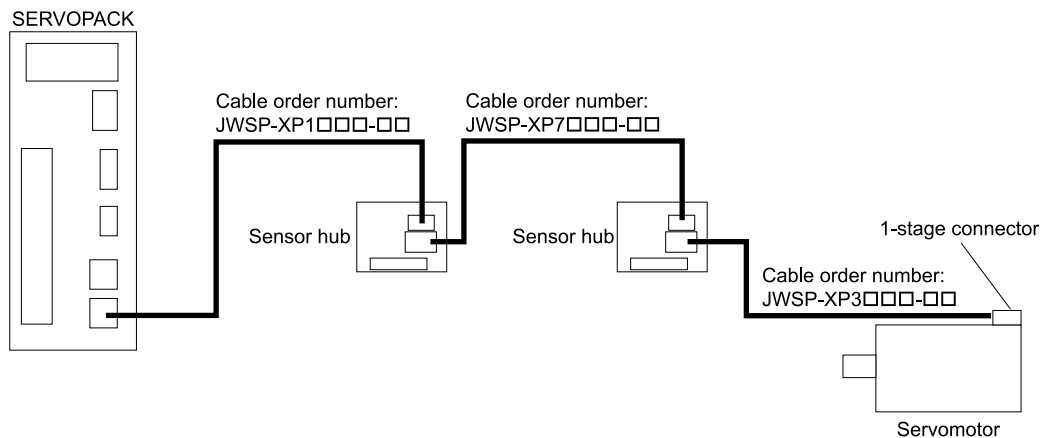 SERVOPACK
Cable order number:
JWSP-XP1□□□-□□
Cable order number:
JWSP-XP7□□□-□□
Sensor hub
Sensor hub
1-stage connector
Cable order number:
JWSP-XP3□□□-□□
Servomotor